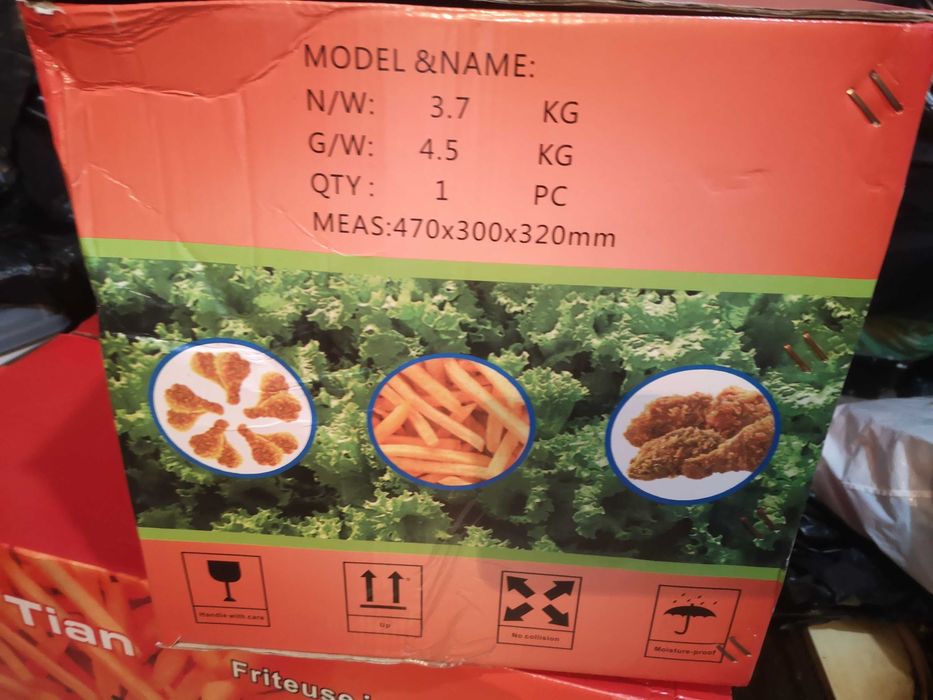 MODEL &NAME:
N/W: 3.7 KG
G/W: 4.5 KG
QTY : 1 PC
MEAS:470x300x320mm
Handle with care
Up
No collision
Moisture-proof
Tian
Friteuse